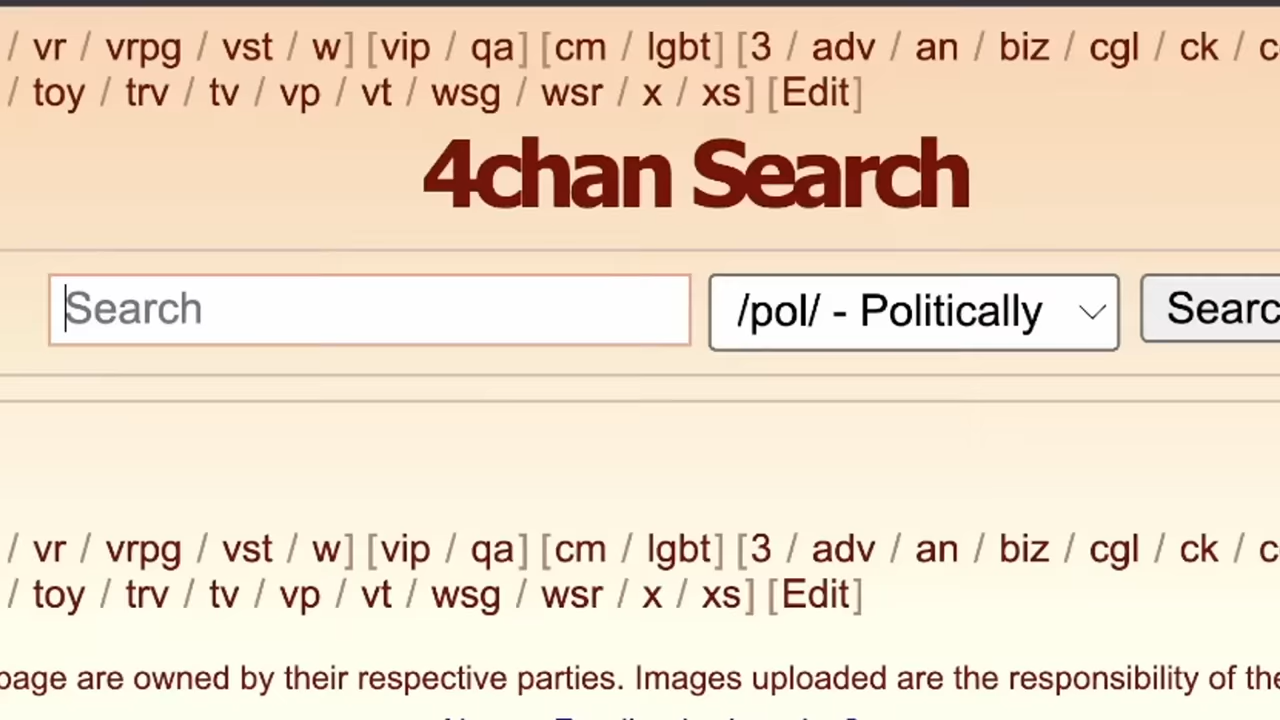 / vr / vrpg / vst / w] [vip / qa] [cm / lgbt] [3 / adv / an / biz / cgl / ck / c
/ toy / trv / tv / vp / vt / wsg / wsr / x / xs] [Edit]
4chan Search
Search /pol/ - Politically Searc
/ vr / vrpg / vst / w] [vip / qa] [cm / lgbt] [3 / adv / an / biz / cgl / ck / c
/ toy / trv / tv / vp / vt / wsg / wsr / x / xs] [Edit]
page are owned by their respective parties. Images uploaded are the responsibility of the